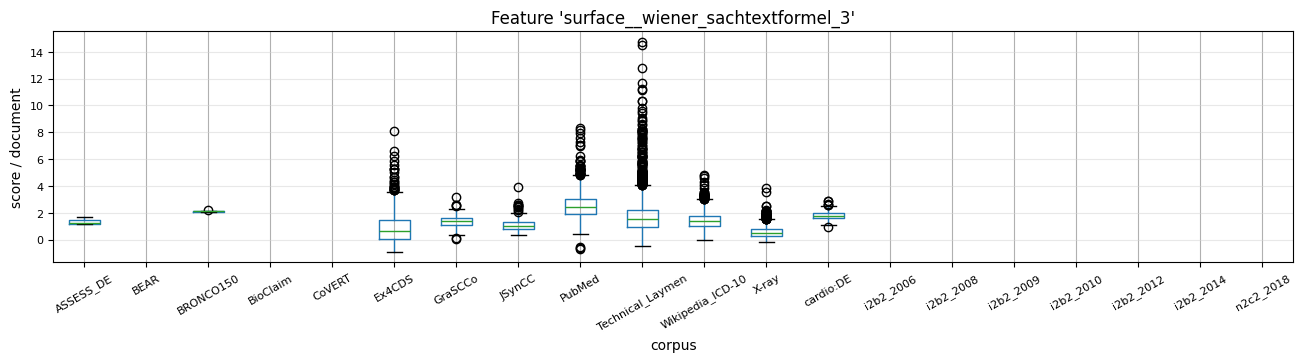 Feature 'surface__wiener_sachtextformel_3'
score / document
14
12
10
8
6
4
2
0
ASSESS_DE
BEAR
BRONCO150
BioClaim
CoVERT
Ex4CDS
GraSCCo
JSynCC
PubMed
Technical_Laymen
Wikipedia_ICD-10
X-ray
cardio:DE
i2b2_2006
i2b2_2008
i2b2_2009
i2b2_2010
i2b2_2012
i2b2_2014
n2c2_2018
corpus